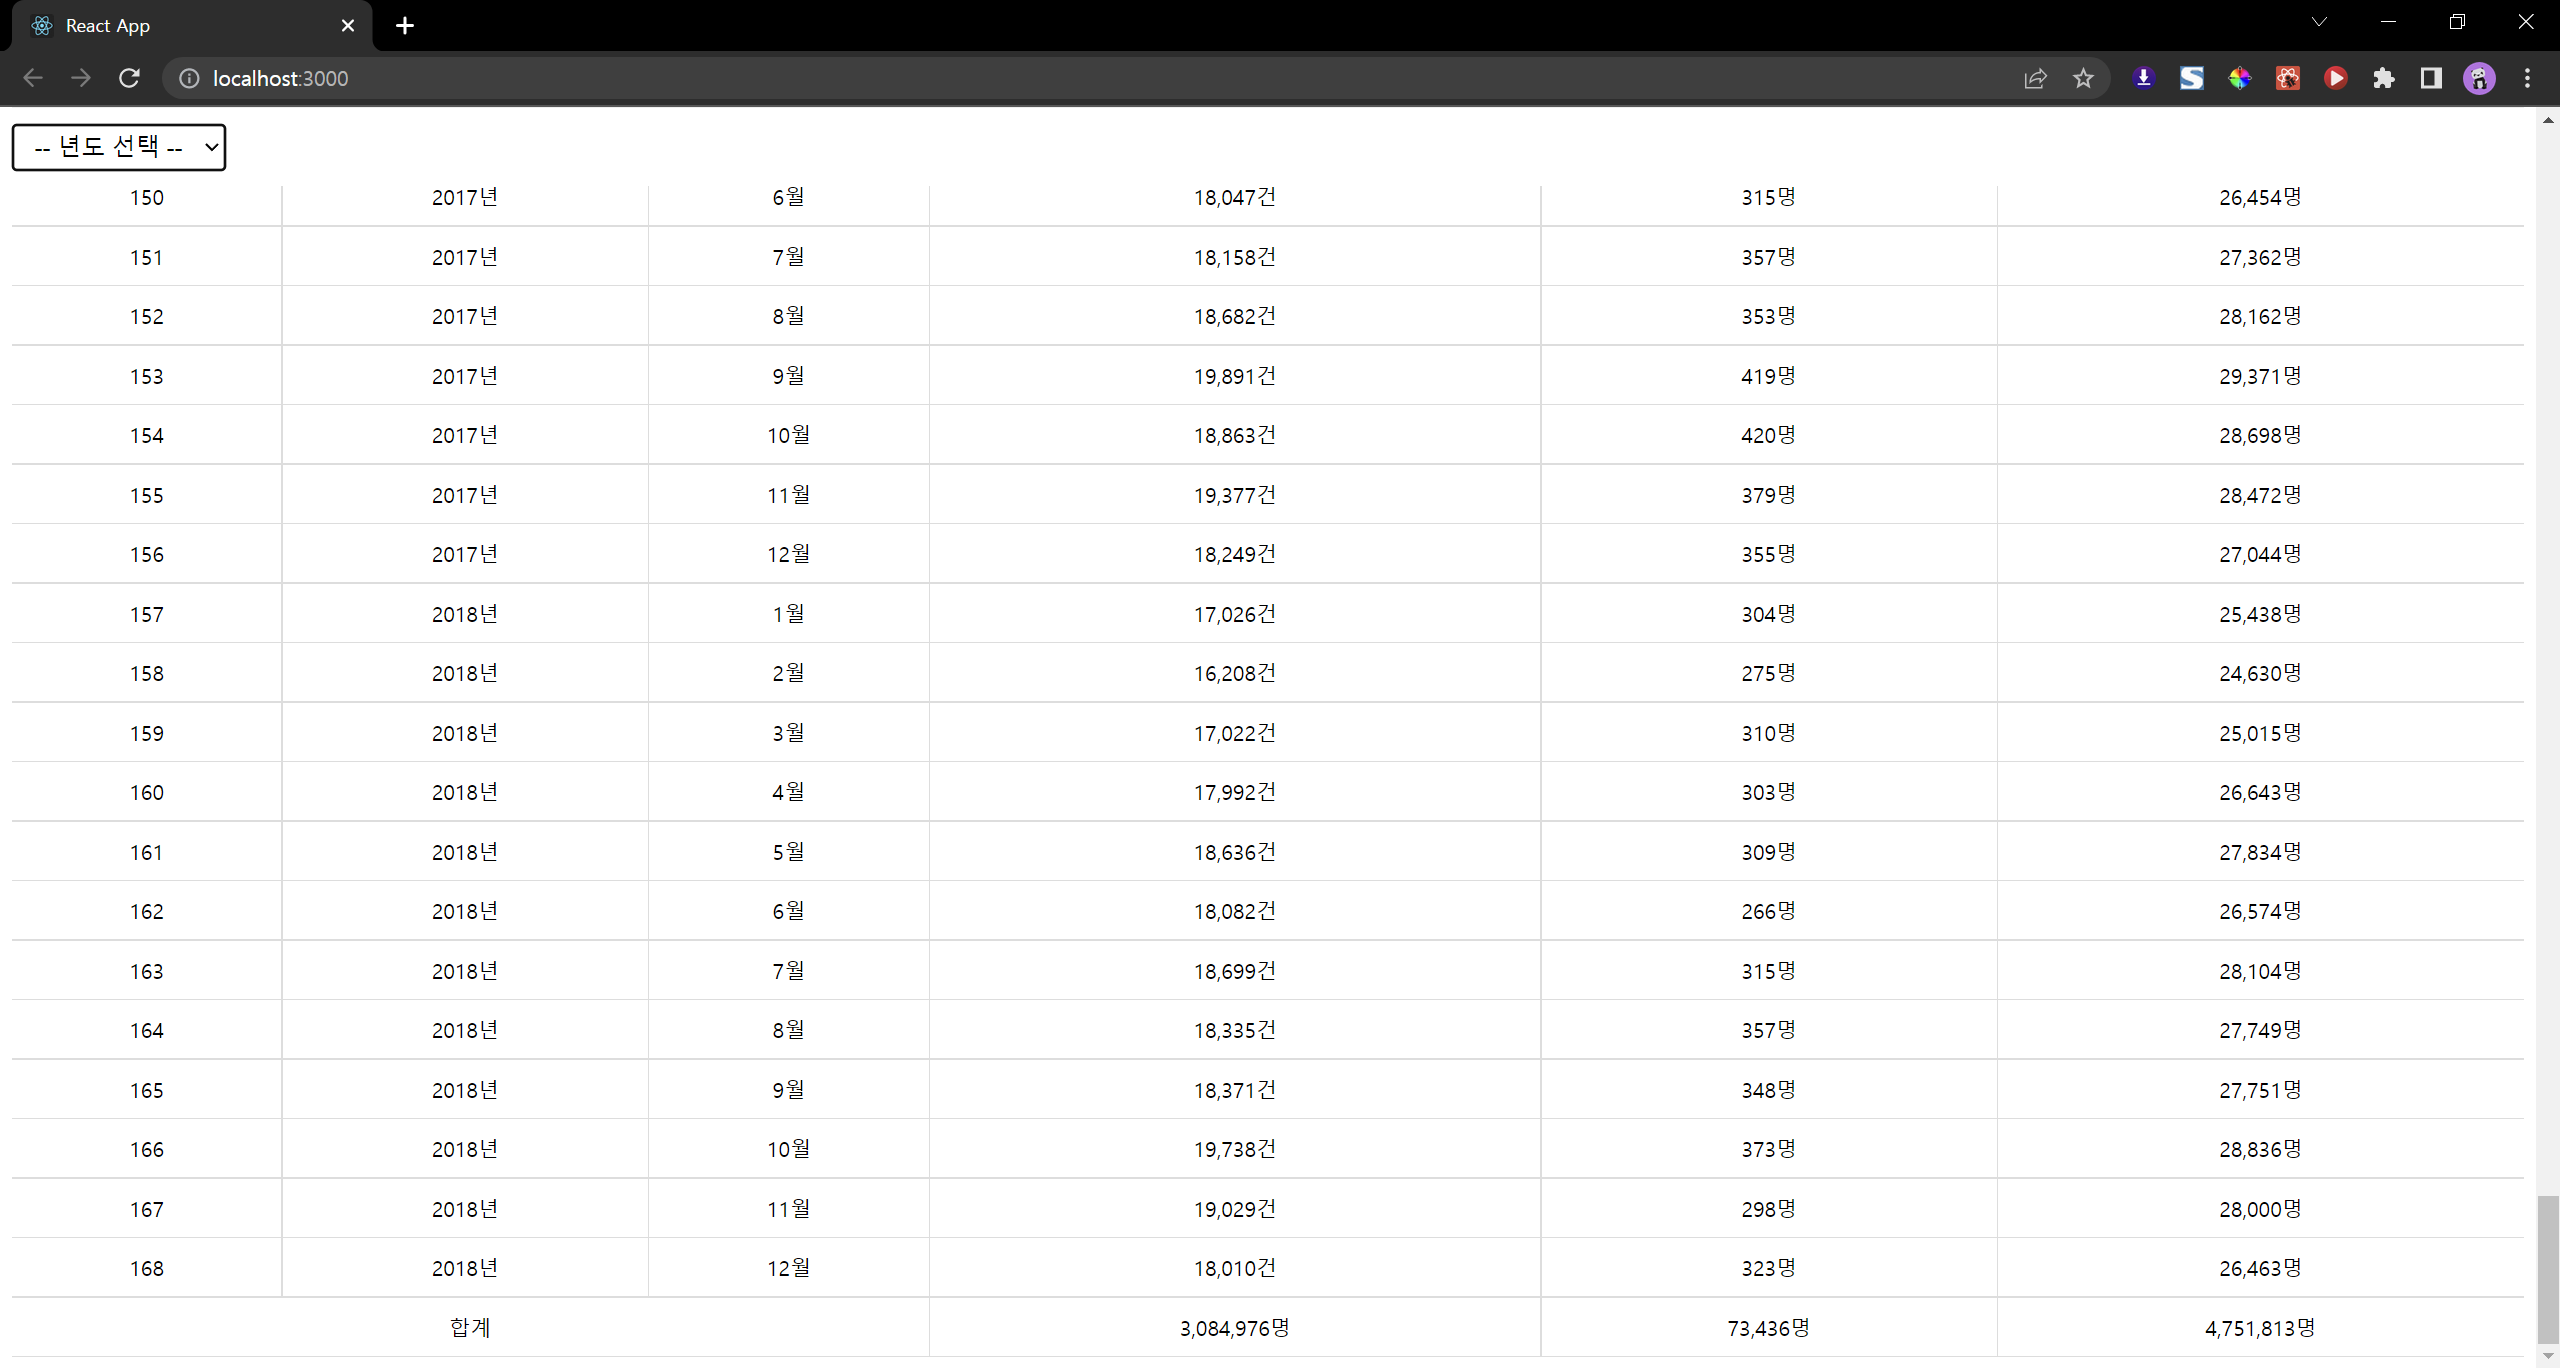 React App
localhost:3000
-- 년도 선택 --
150 2017년 6월 18,047건 315명 26,454명
151 2017년 7월 18,158건 357명 27,362명
152 2017년 8월 18,682건 353명 28,162명
153 2017년 9월 19,891건 419명 29,371명
154 2017년 10월 18,863건 420명 28,698명
155 2017년 11월 19,377건 379명 28,472명
156 2017년 12월 18,249건 355명 27,044명
157 2018년 1월 17,026건 304명 25,438명
158 2018년 2월 16,208건 275명 24,630명
159 2018년 3월 17,022건 310명 25,015명
160 2018년 4월 17,992건 303명 26,643명
161 2018년 5월 18,636건 309명 27,834명
162 2018년 6월 18,082건 266명 26,574명
163 2018년 7월 18,699건 315명 28,104명
164 2018년 8월 18,335건 357명 27,749명
165 2018년 9월 18,371건 348명 27,751명
166 2018년 10월 19,738건 373명 28,836명
167 2018년 11월 19,029건 298명 28,000명
168 2018년 12월 18,010건 323명 26,463명
합계 3,084,976명 73,436명 4,751,813명